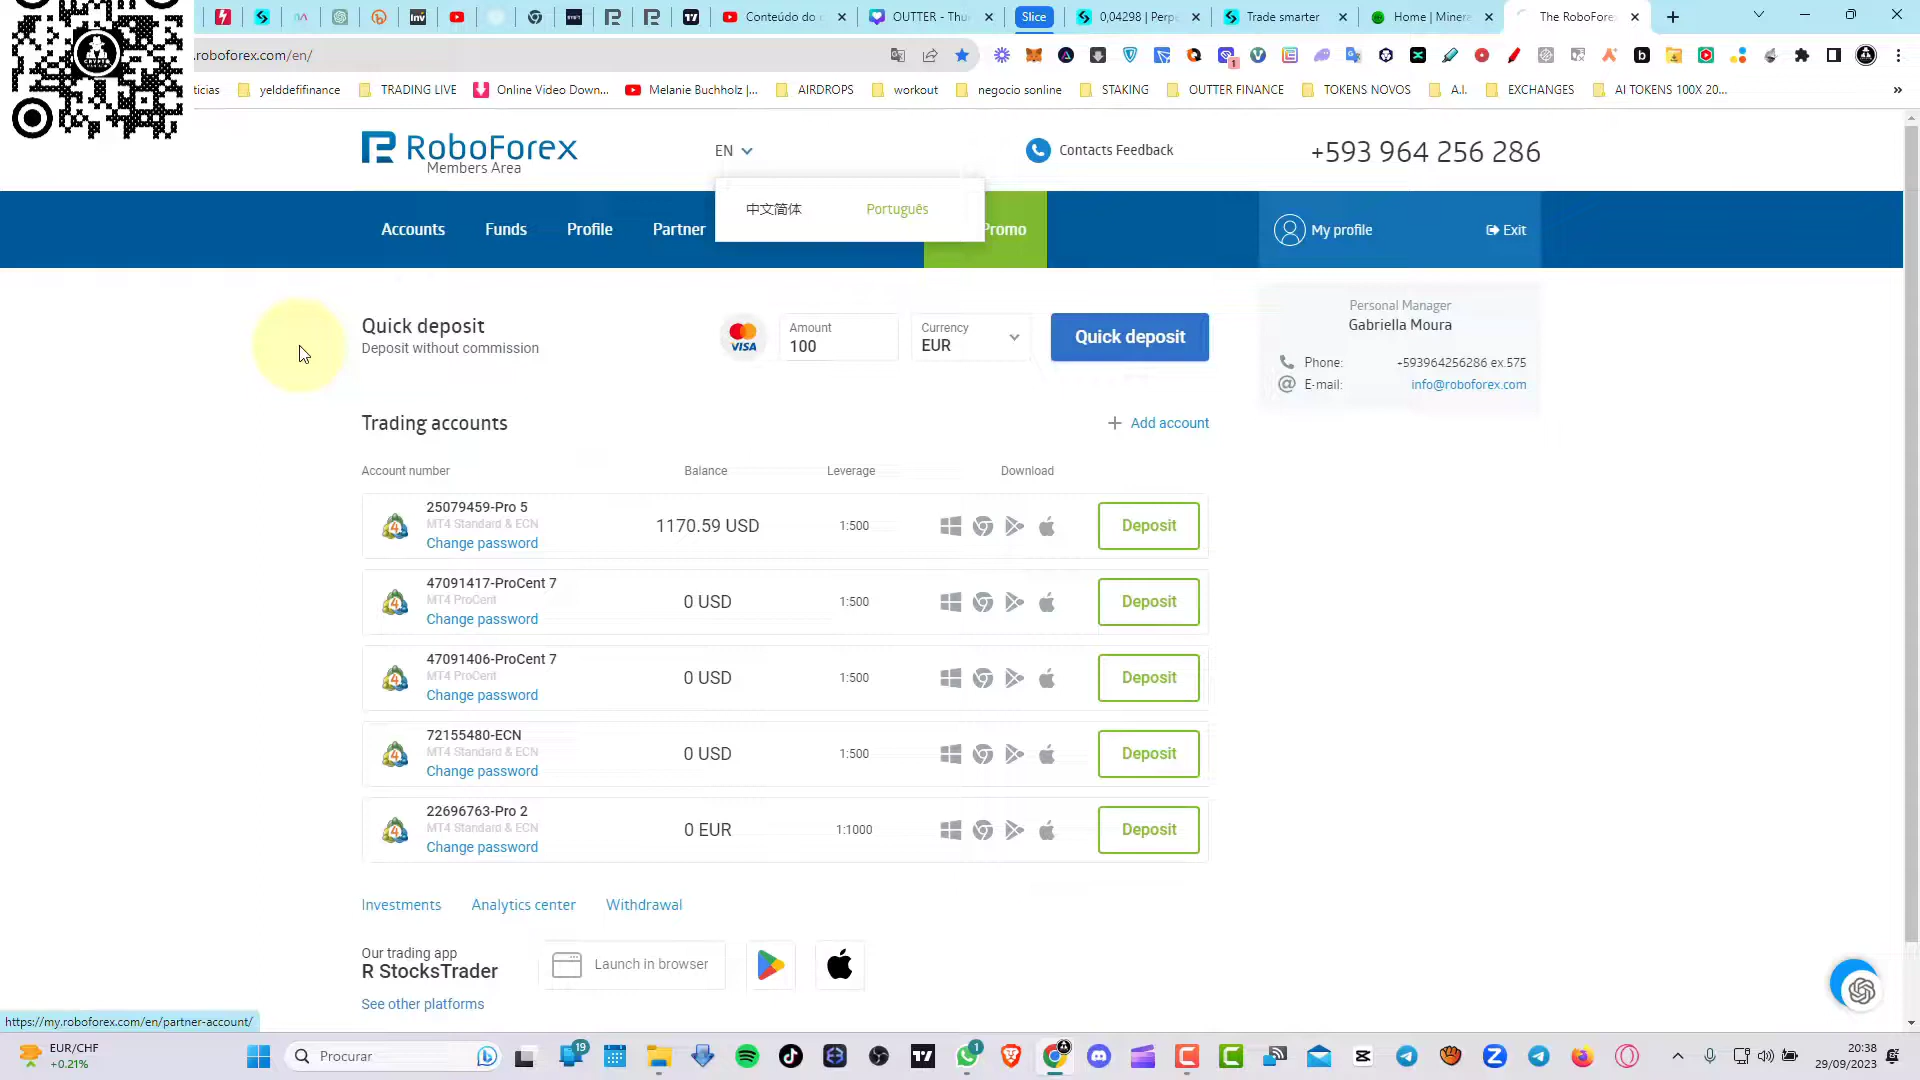 Conteúdo do
OUTTER - Thu
Slice
0,04298 | Perpe
Trade smarter
Home | Minera
The RoboFore
.roboforex.com/en/
ticias
yelddefifinance
TRADING LIVE
Online Video Down...
Melanie Buchholz |...
AIRDROPS
workout
negocio sonline
STAKING
OUTTER FINANCE
TOKENS NOVOS
A.I.
EXCHANGES
AI TOKENS 100X 20...
»
RoboForex
Members Area
EN
Contacts Feedback
+593 964 256 286
中文简体
Português
Accounts
Funds
Profile
Partner
Promo
My profile
Exit
Quick deposit
Deposit without commission
VISA
Amount
100
Currency
EUR
Quick deposit
Personal Manager
Gabriella Moura
Phone:
+593964256286 ex.575
E-mail:
info@roboforex.com
Trading accounts
+ Add account
Account number
Balance
Leverage
Download
25079459-Pro 5
MT4 Standard & ECN
Change password
1170.59 USD
1:500
Deposit
47091417-ProCent 7
MT4 ProCent
Change password
0 USD
1:500
Deposit
47091406-ProCent 7
MT4 ProCent
Change password
0 USD
1:500
Deposit
72155480-ECN
MT4 Standard & ECN
Change password
0 USD
1:500
Deposit
22696763-Pro 2
MT4 Standard & ECN
Change password
0 EUR
1:1000
Deposit
Investments
Analytics center
Withdrawal
Our trading app
R StocksTrader
Launch in browser
See other platforms
https://my.roboforex.com/en/partner-account/
EUR/CHF
+0.21%
Procurar
19
1
20:38
29/09/2023